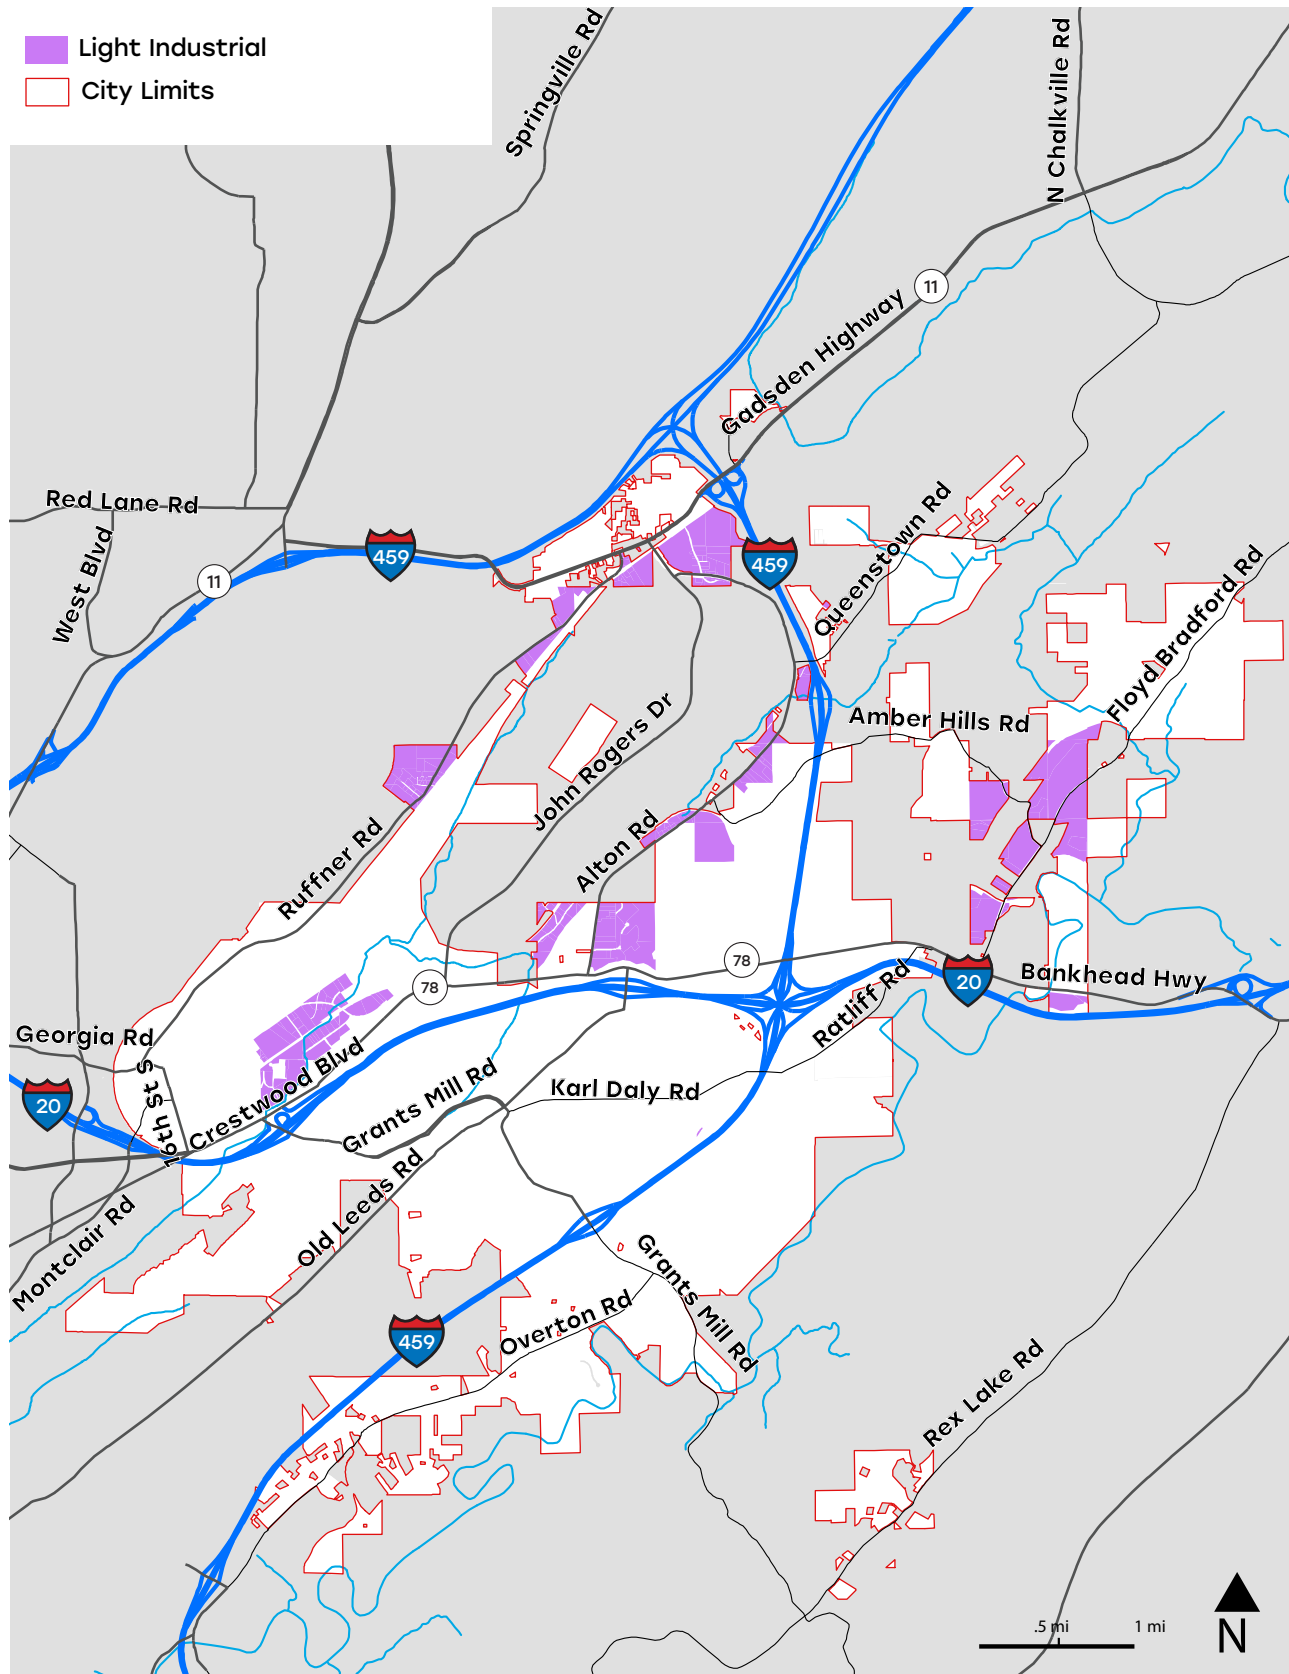 Light Industrial
City Limits
Springville Rd
N Chalkville Rd
11
Gadsden Highway
Red Lane Rd
West Blvd
459
11
459
Queenstown Rd
Floyd Bradford Rd
Amber Hills Rd
John Rogers Dr
Alton Rd
Ruffner Rd
78
78
20
Bankhead Hwy
Ratliff Rd
Georgia Rd
20
16th St S
Crestwood Blvd
Grants Mill Rd
Karl Daly Rd
Old Leeds Rd
Montclair Rd
Grants Mill Rd
459
Overton Rd
Rex Lake Rd
.5 mi
1 mi
N